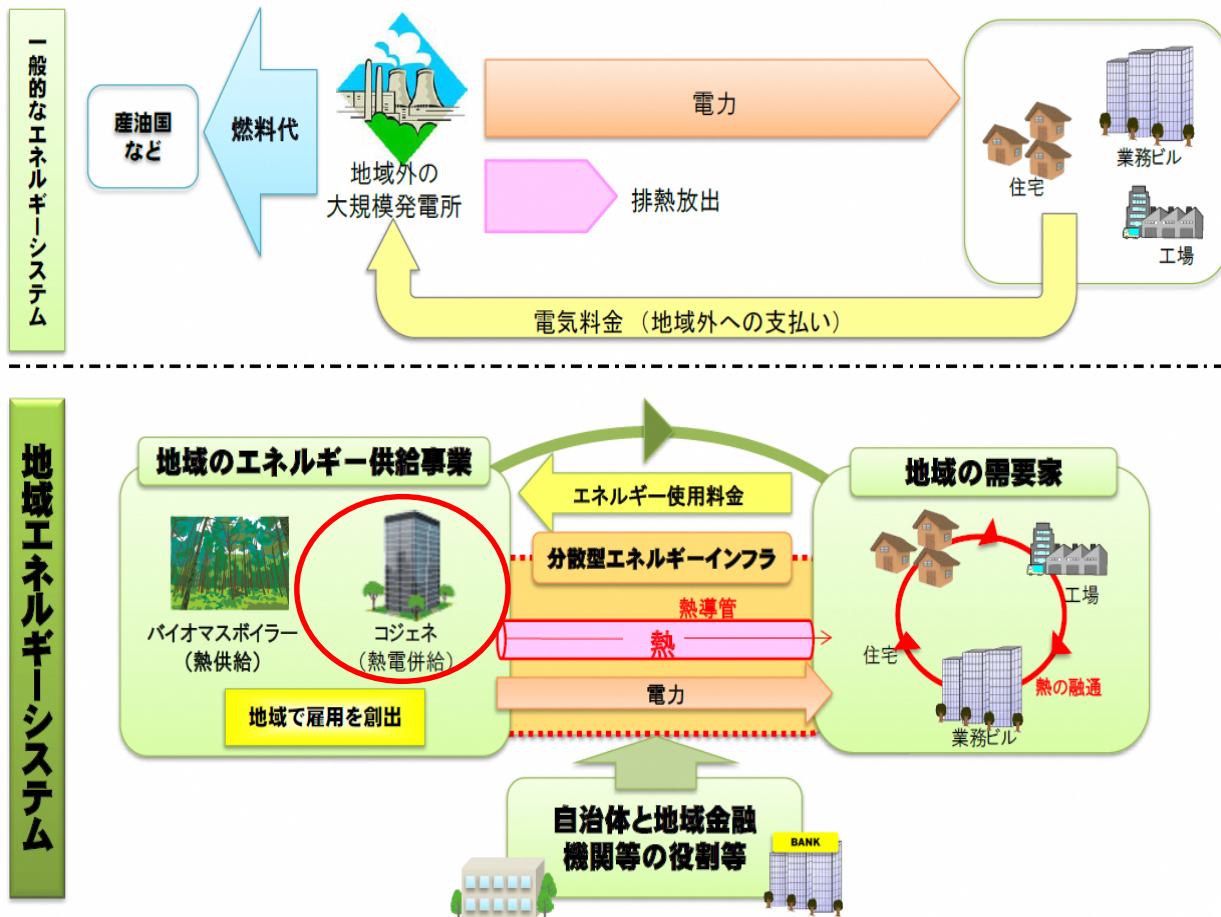 一般的なエネルギーシステム
産油国
など
燃料代
地域外の
大規模発電所
電力
排熱放出
住宅
業務ビル
工場
電気料金 （地域外への支払い）
地域エネルギーシステム
地域のエネルギー供給事業
バイオマスボイラー
（熱供給）
コジェネ
（熱電併給）
地域で雇用を創出
エネルギー使用料金
分散型エネルギーインフラ
熱導管
熱
電力
地域の需要家
工場
住宅
熱の融通
業務ビル
自治体と地域金融
機関等の役割等
BANK